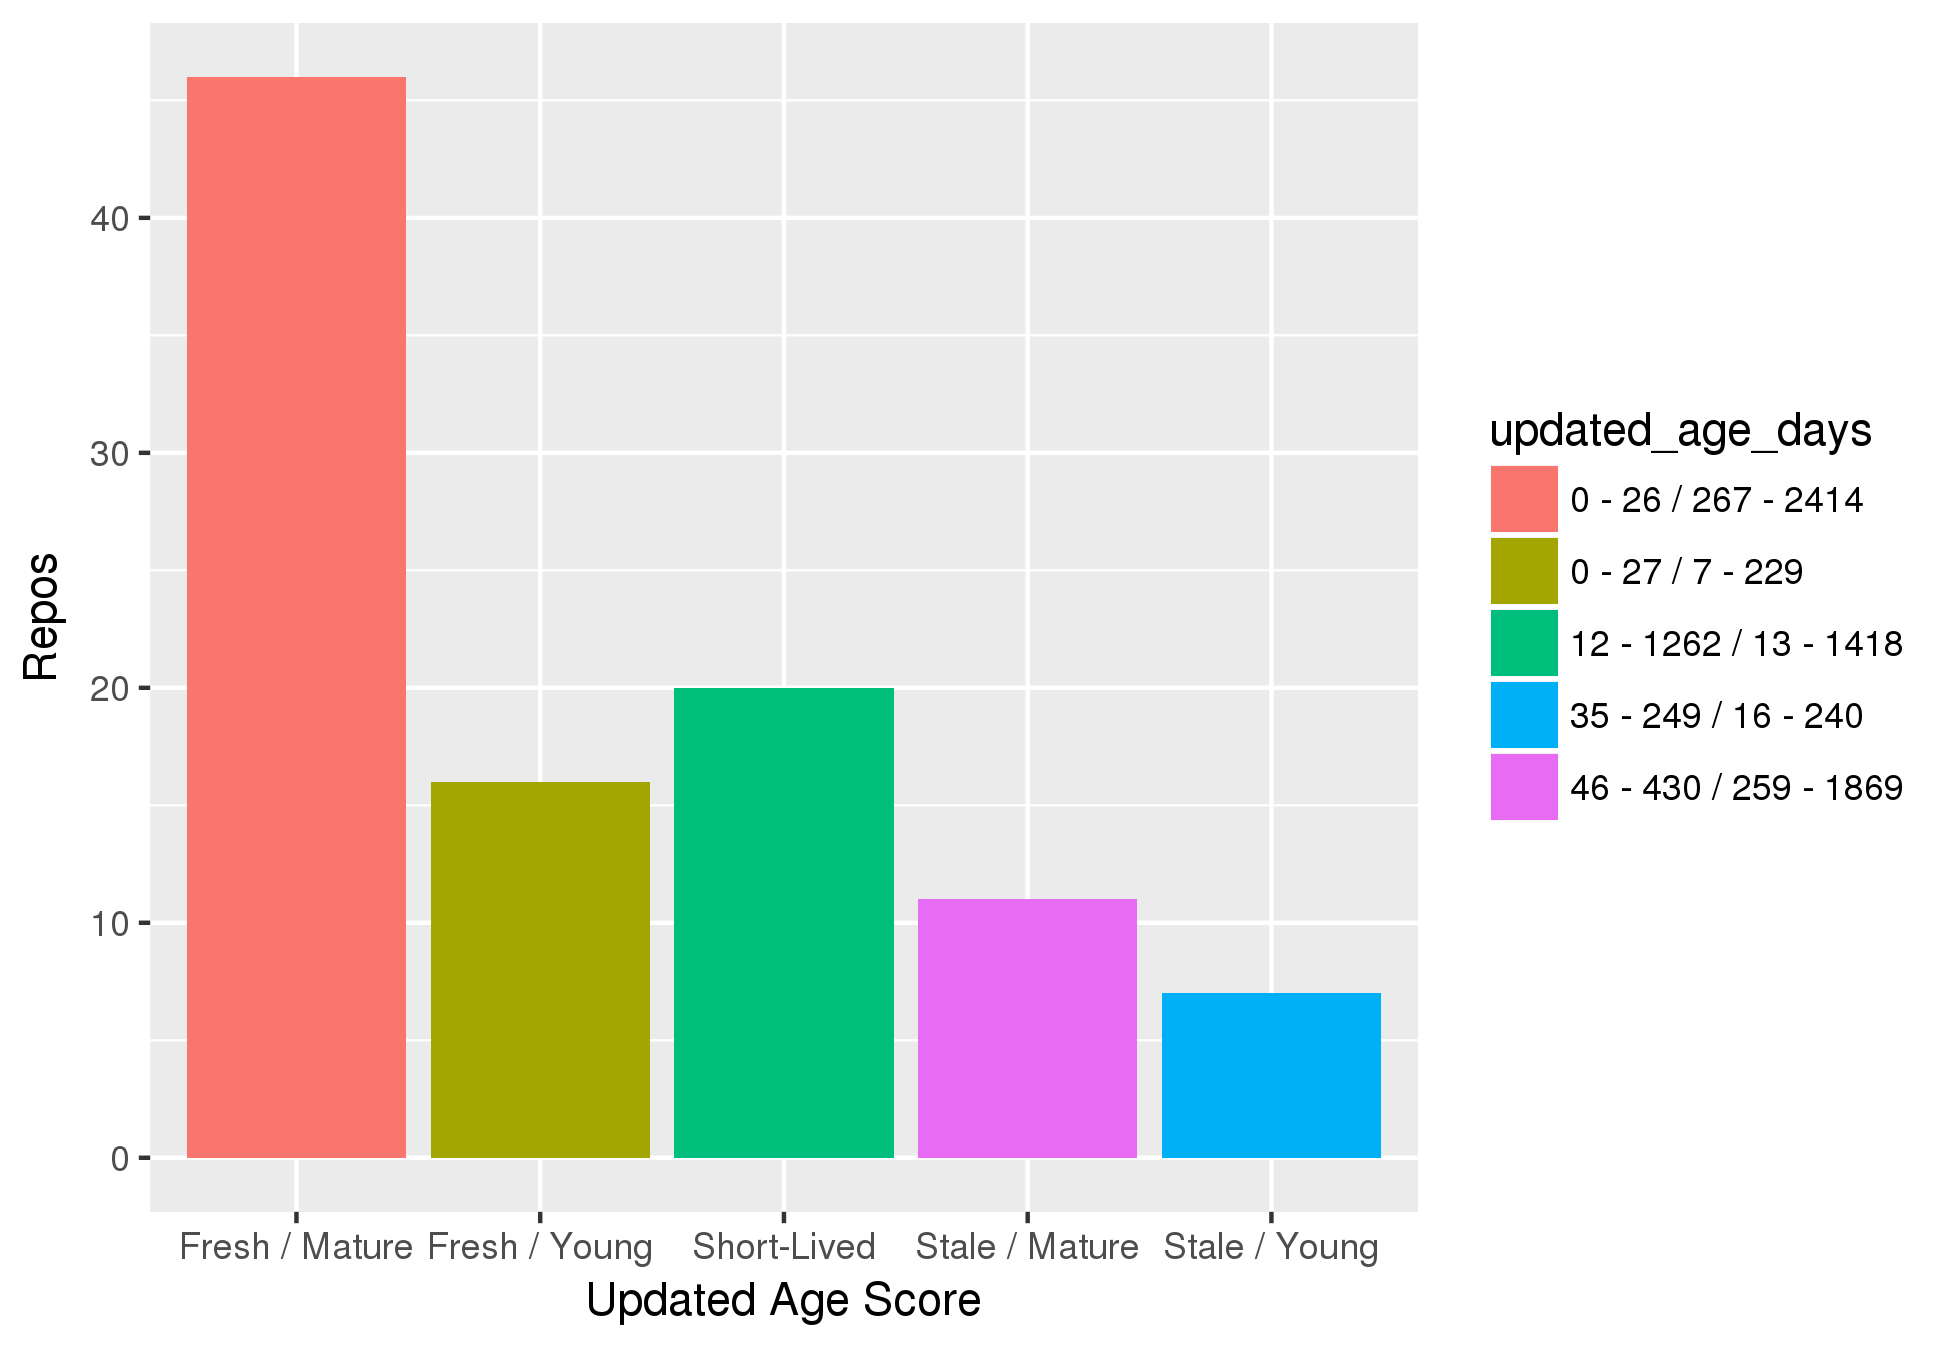 Repos
40
30
20
10
0
Fresh / Mature Fresh / Young Short-Lived Stale / Mature Stale / Young
Updated Age Score
updated_age_days
0 - 26 / 267 - 2414
0 - 27 / 7 - 229
12 - 1262 / 13 - 1418
35 - 249 / 16 - 240
46 - 430 / 259 - 1869